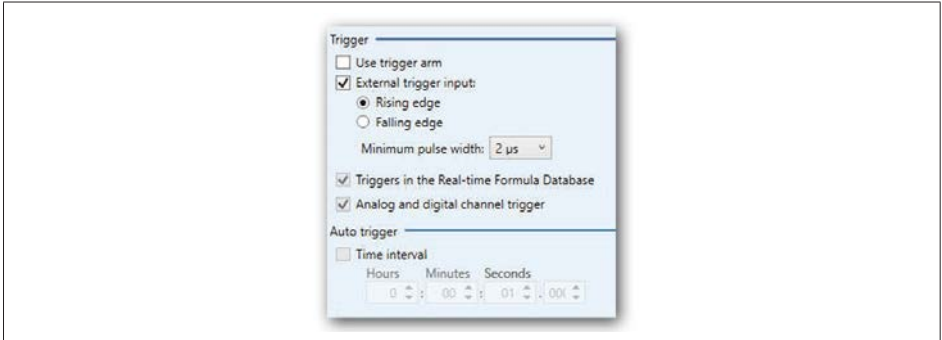 Trigger
Use trigger arm
External trigger input:
Rising edge
Falling edge
Minimum pulse width: 2 µs
Triggers in the Real-time Formula Database
Analog and digital channel trigger
Auto trigger
Time interval
Hours Minutes Seconds
0 : 00 : 01 .